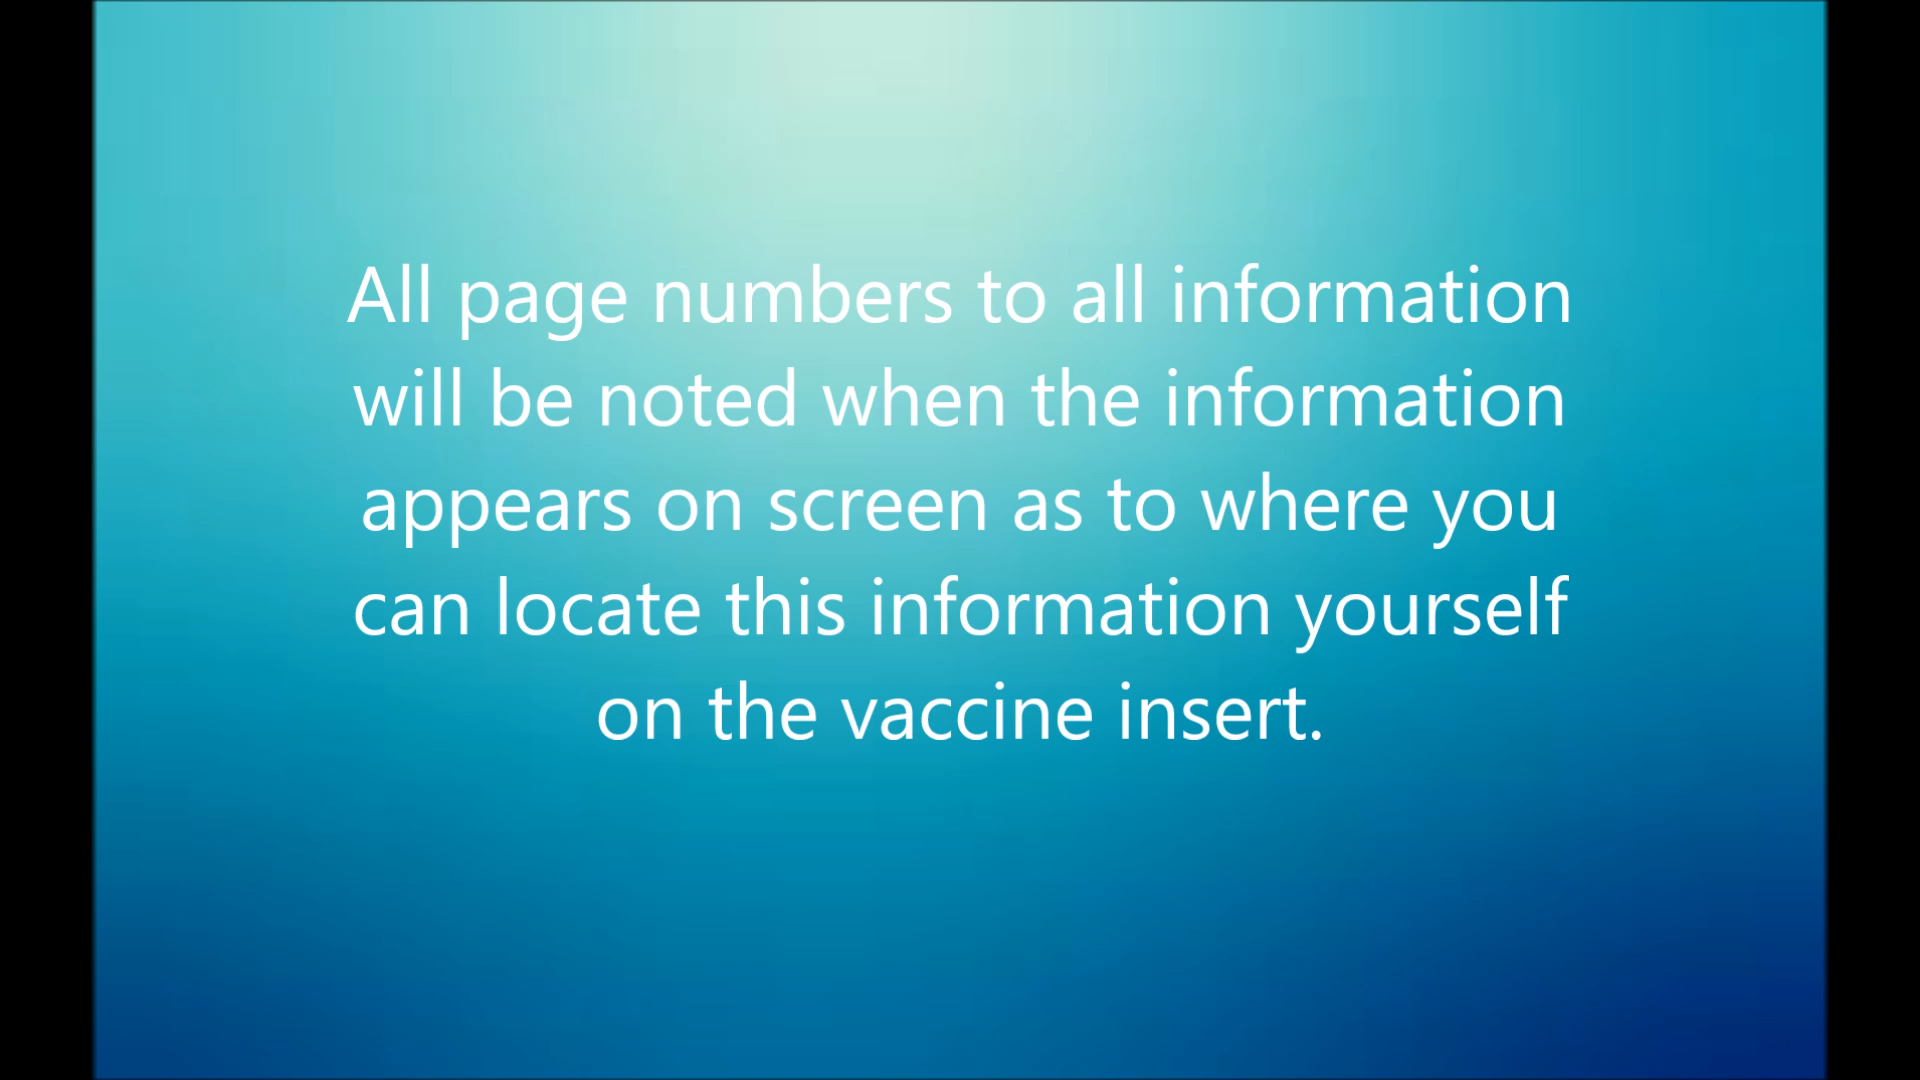 All page numbers to all information
will be noted when the information
appears on screen as to where you
can locate this information yourself
on the vaccine insert.